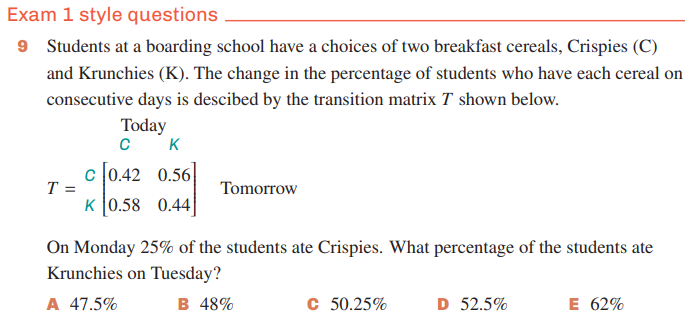 Exam 1 style questions
9 Students at a boarding school have a choices of two breakfast cereals, Crispies (C)
and Krunchies (K). The change in the percentage of students who have each cereal on
consecutive days is descibed by the transition matrix T shown below.
Today
C K
T = C [0.42 0.56] Tomorrow
K [0.58 0.44]
On Monday 25% of the students ate Crispies. What percentage of the students ate
Krunchies on Tuesday?
A 47.5% B 48% C 50.25% D 52.5% E 62%